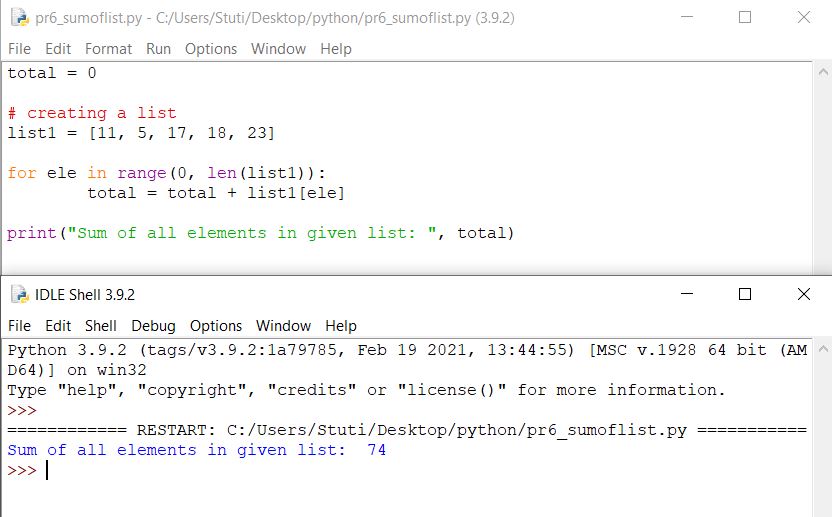 pr6_sumoflist.py - C:/Users/Stuti/Desktop/python/pr6_sumoflist.py (3.9.2)
File Edit Format Run Options Window Help
total = 0
# creating a list
list1 = [11, 5, 17, 18, 23]
for ele in range(0, len(list1)):
        total = total + list1[ele]
print("Sum of all elements in given list: ", total)
IDLE Shell 3.9.2
File Edit Shell Debug Options Window Help
Python 3.9.2 (tags/v3.9.2:1a79785, Feb 19 2021, 13:44:55) [MSC v.1928 64 bit (AM
D64)] on win32
Type "help", "copyright", "credits" or "license()" for more information.
>>>
============ RESTART: C:/Users/Stuti/Desktop/python/pr6_sumoflist.py ===========
Sum of all elements in given list:  74
>>>